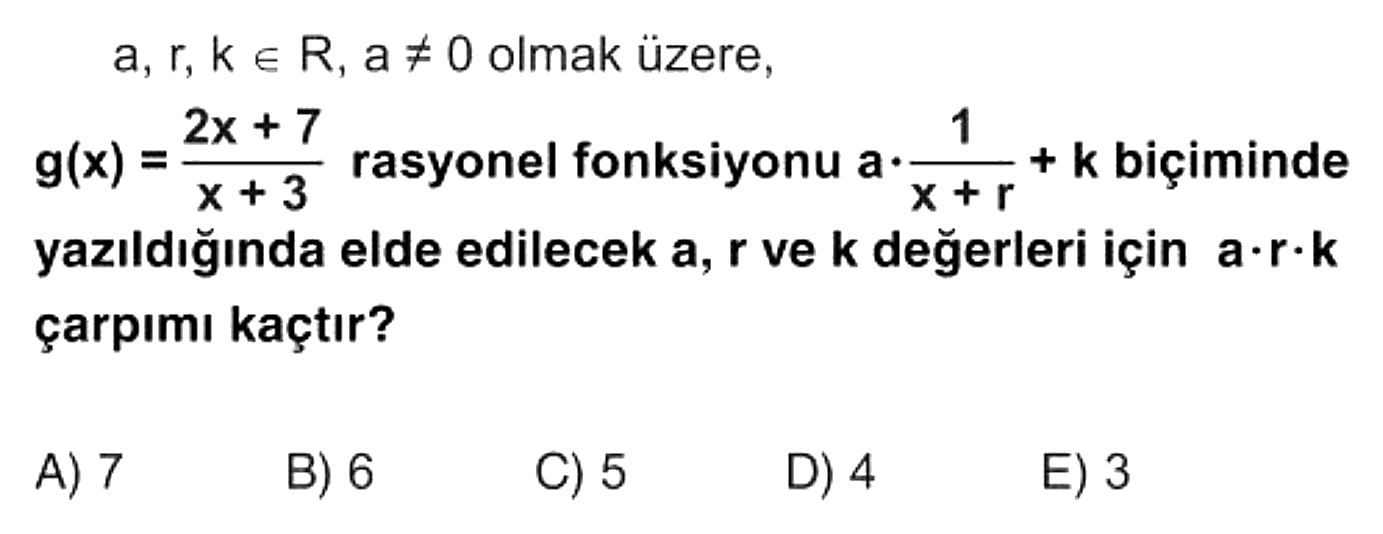 a, r, k ∈ R, a ≠ 0 olmak üzere,
g(x) = (2x + 7)/(x + 3) rasyonel fonksiyonu a · 1/(x + r) + k biçiminde
yazıldığında elde edilecek a, r ve k değerleri için a·r·k
çarpımı kaçtır?
A) 7 B) 6 C) 5 D) 4 E) 3